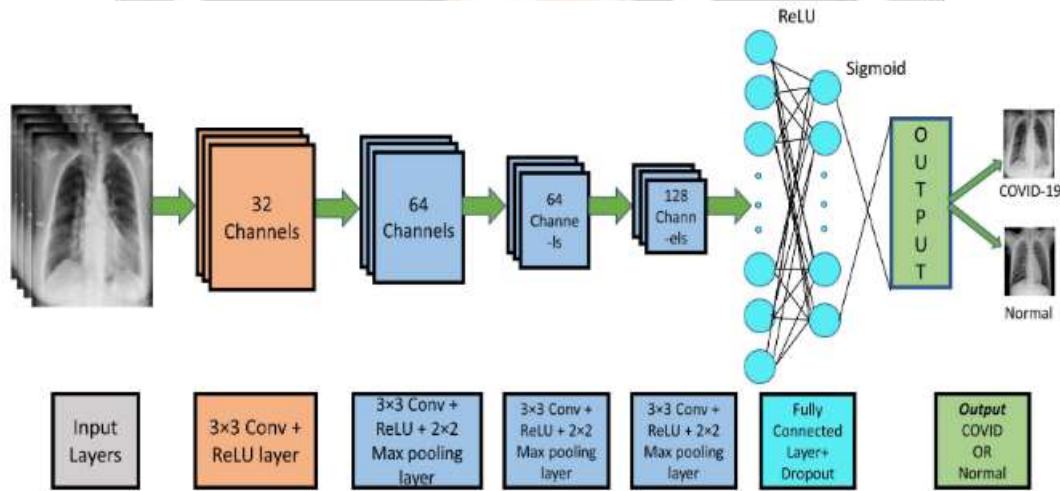 ReLU
Sigmoid
32
Channels
64
Channels
64
Channe
-ls
128
Chann
-els
O
U
T
P
U
T
COVID-19
Normal
Input
Layers
3×3 Conv +
ReLU layer
3×3 Conv +
ReLU + 2×2
Max pooling
layer
3×3 Conv +
ReLU + 2×2
Max pooling
layer
3×3 Conv +
ReLU + 2×2
Max pooling
layer
Fully
Connected
Layer+
Dropout
Output
COVID
OR
Normal